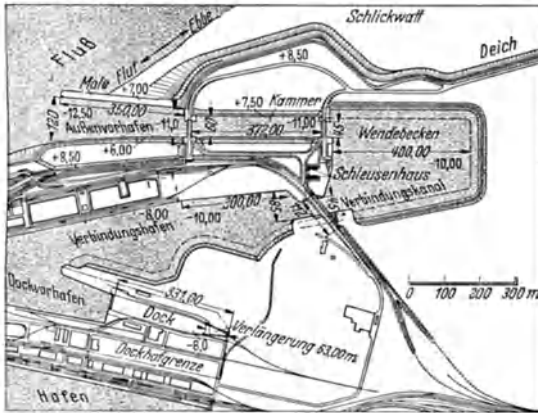 Fluß
Flut
Ebbe
Schlickwatt
Deich
+8,50
Mole
+7,00
-12,50
350,00
-11,0
120
Außenvorhafen
+7,50
Kammer
60
372,00
-11,00
45
Wendebecken
400,00
-10,00
+8,50
+6,00
Schleusenhaus
Verbindungskanal
300,00
-8,00
-10,00
Verbindungshafen
Dockvorhafen
0 100 200 300 m
331,00
Dock
Verlängerung 63,00m
-8,0
Dockhafgrenze
Hafen